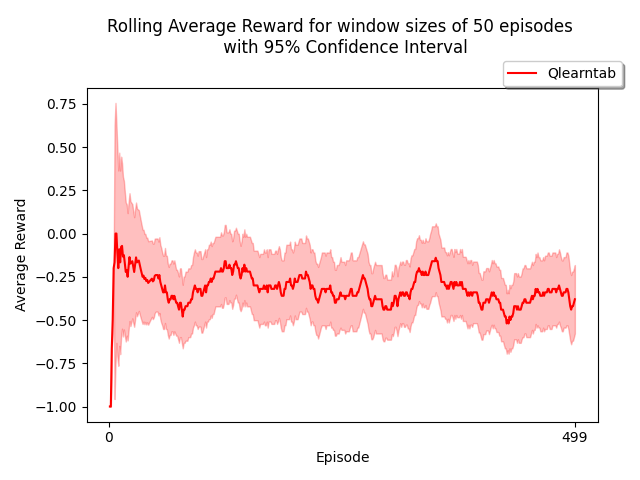 Rolling Average Reward for window sizes of 50 episodes
with 95% Confidence Interval
Qlearntab
Average Reward
0.75
0.50
0.25
0.00
−0.25
−0.50
−0.75
−1.00
0
499
Episode